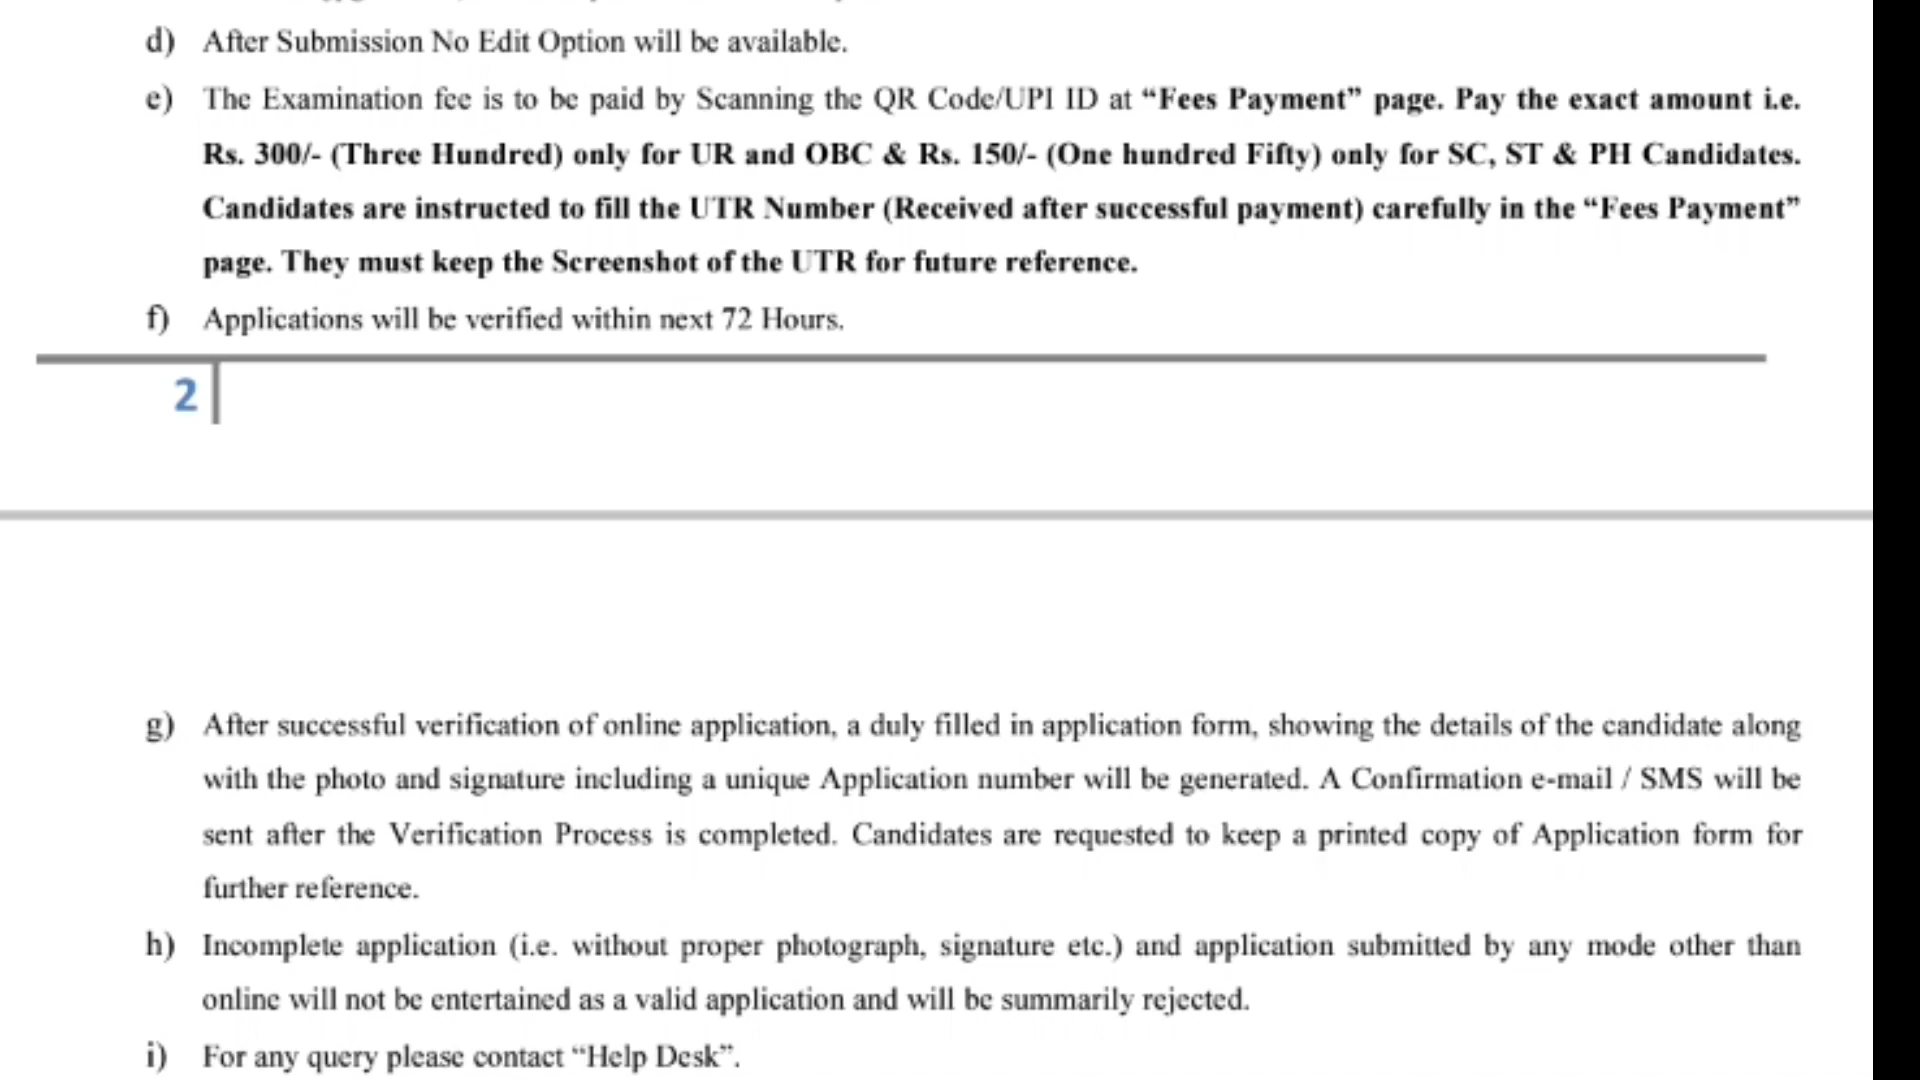 d) After Submission No Edit Option will be available.
e) The Examination fee is to be paid by Scanning the QR Code/UPI ID at “Fees Payment” page. Pay the exact amount i.e.
Rs. 300/- (Three Hundred) only for UR and OBC & Rs. 150/- (One hundred Fifty) only for SC, ST & PH Candidates.
Candidates are instructed to fill the UTR Number (Received after successful payment) carefully in the “Fees Payment”
page. They must keep the Screenshot of the UTR for future reference.
f) Applications will be verified within next 72 Hours.
2
g) After successful verification of online application, a duly filled in application form, showing the details of the candidate along
with the photo and signature including a unique Application number will be generated. A Confirmation e-mail / SMS will be
sent after the Verification Process is completed. Candidates are requested to keep a printed copy of Application form for
further reference.
h) Incomplete application (i.e. without proper photograph, signature etc.) and application submitted by any mode other than
online will not be entertained as a valid application and will be summarily rejected.
i) For any query please contact “Help Desk”.